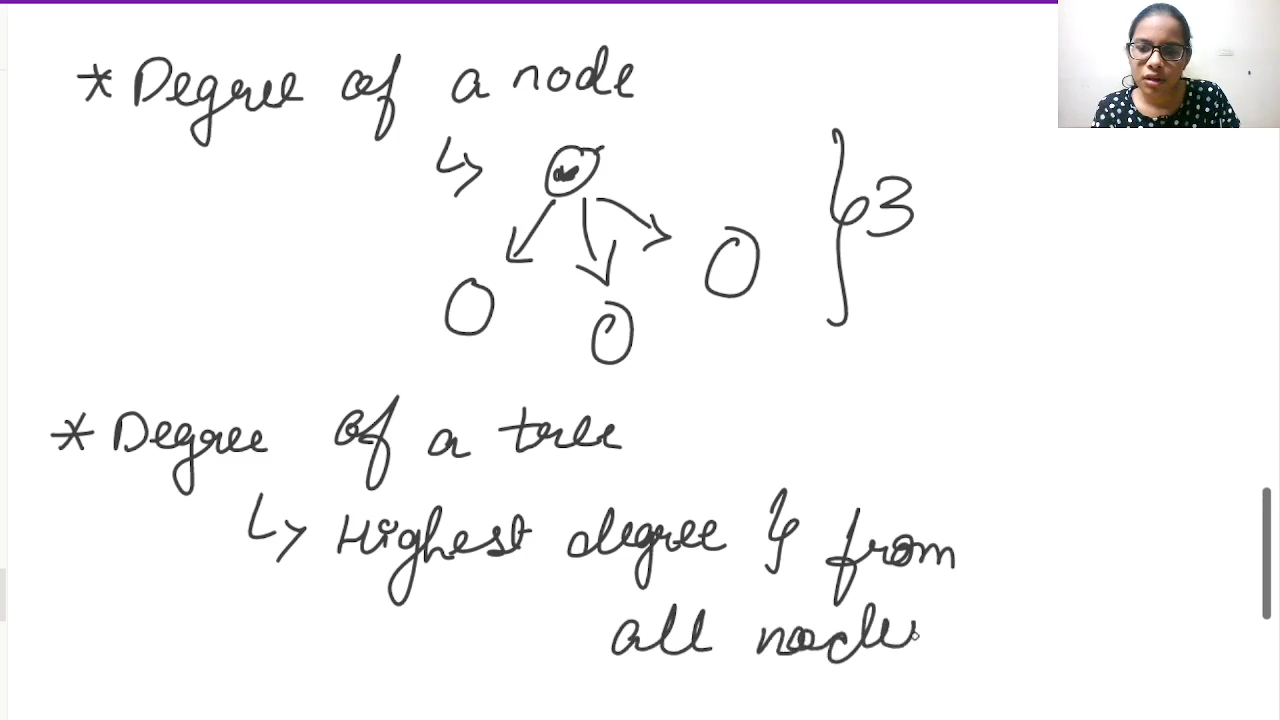 * Degree of a node
↳
} 3
* Degree of a tree
↳ Highest degree } from
all nodes